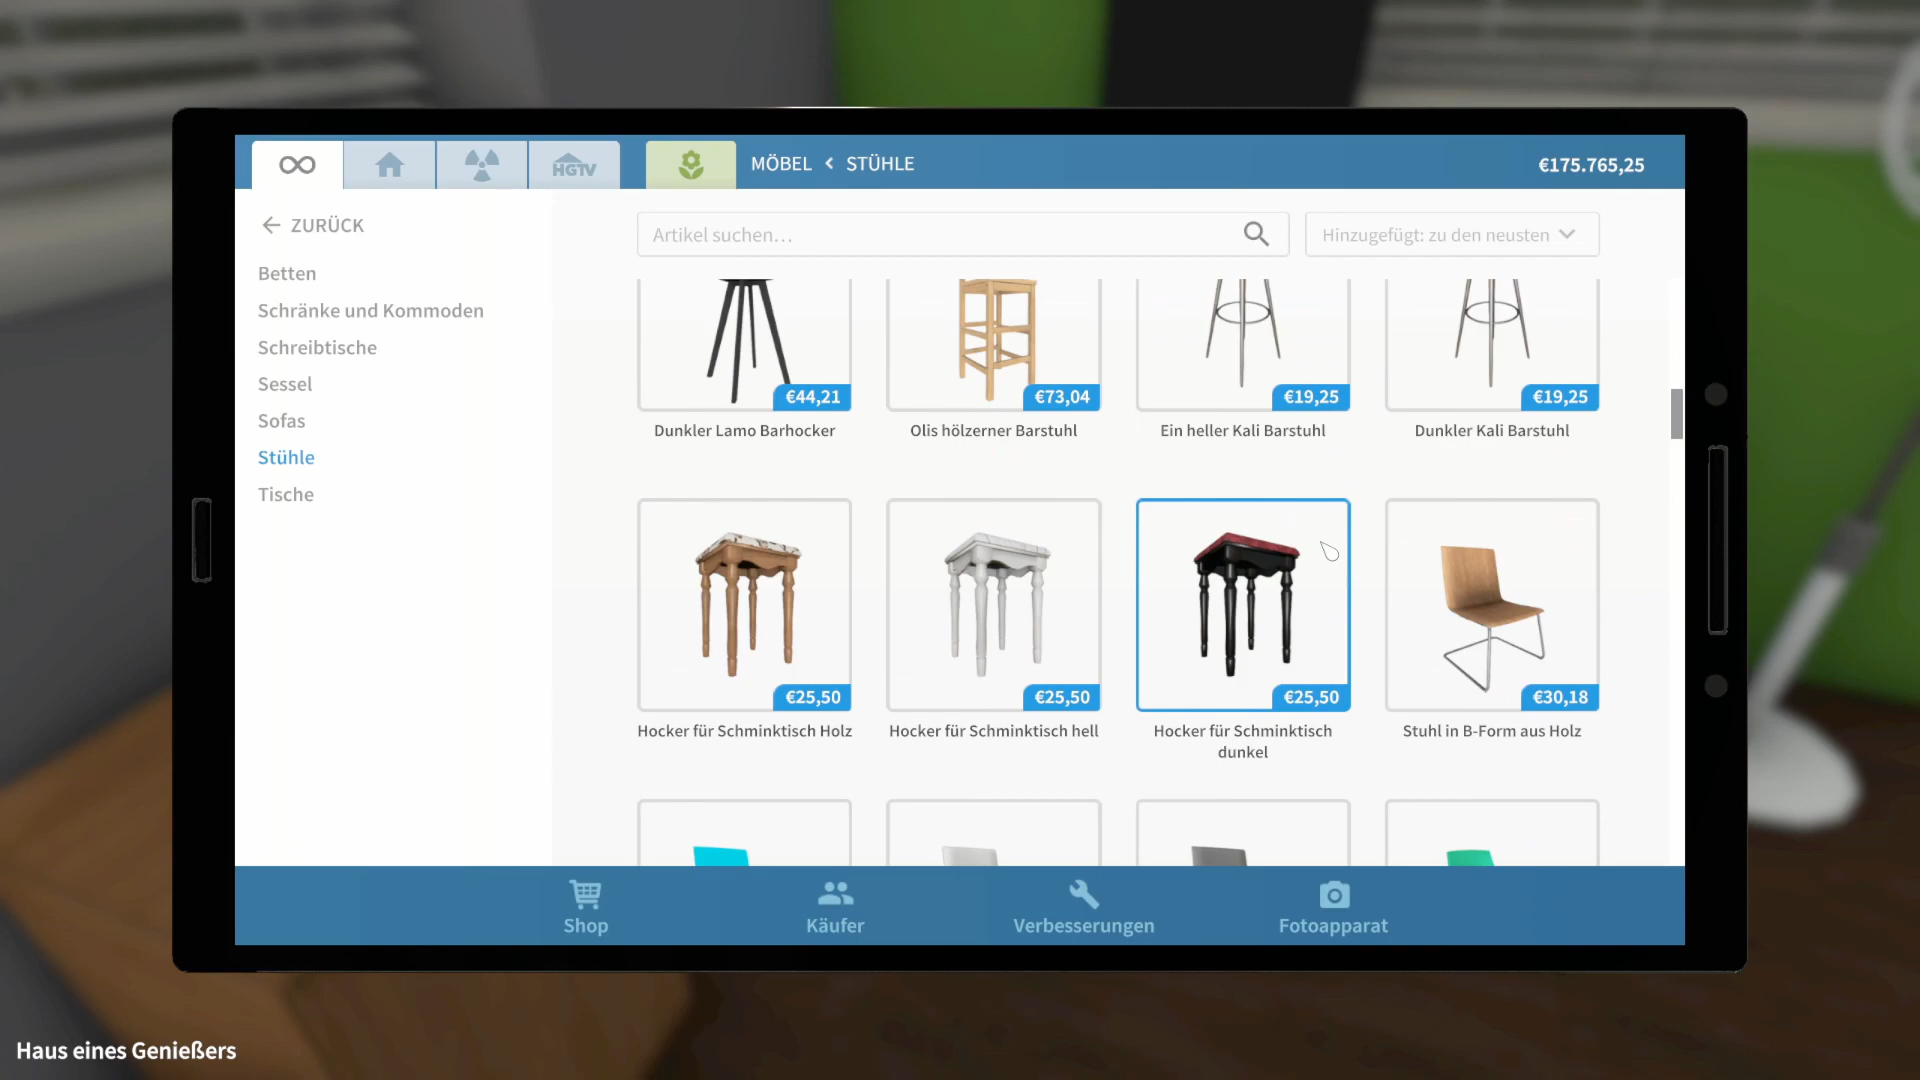 HGTV
MÖBEL < STÜHLE
€175.765,25
ZURÜCK
Artikel suchen...
Hinzugefügt: zu den neusten
Betten
Schränke und Kommoden
Schreibtische
Sessel
Sofas
Stühle
Tische
€44,21
€73,04
€19,25
€19,25
Dunkler Lamo Barhocker
Olis hölzerner Barstuhl
Ein heller Kali Barstuhl
Dunkler Kali Barstuhl
€25,50
€25,50
€25,50
€30,18
Hocker für Schminktisch Holz
Hocker für Schminktisch hell
Hocker für Schminktisch
dunkel
Stuhl in B-Form aus Holz
Shop
Käufer
Verbesserungen
Fotoapparat
Haus eines Genießers